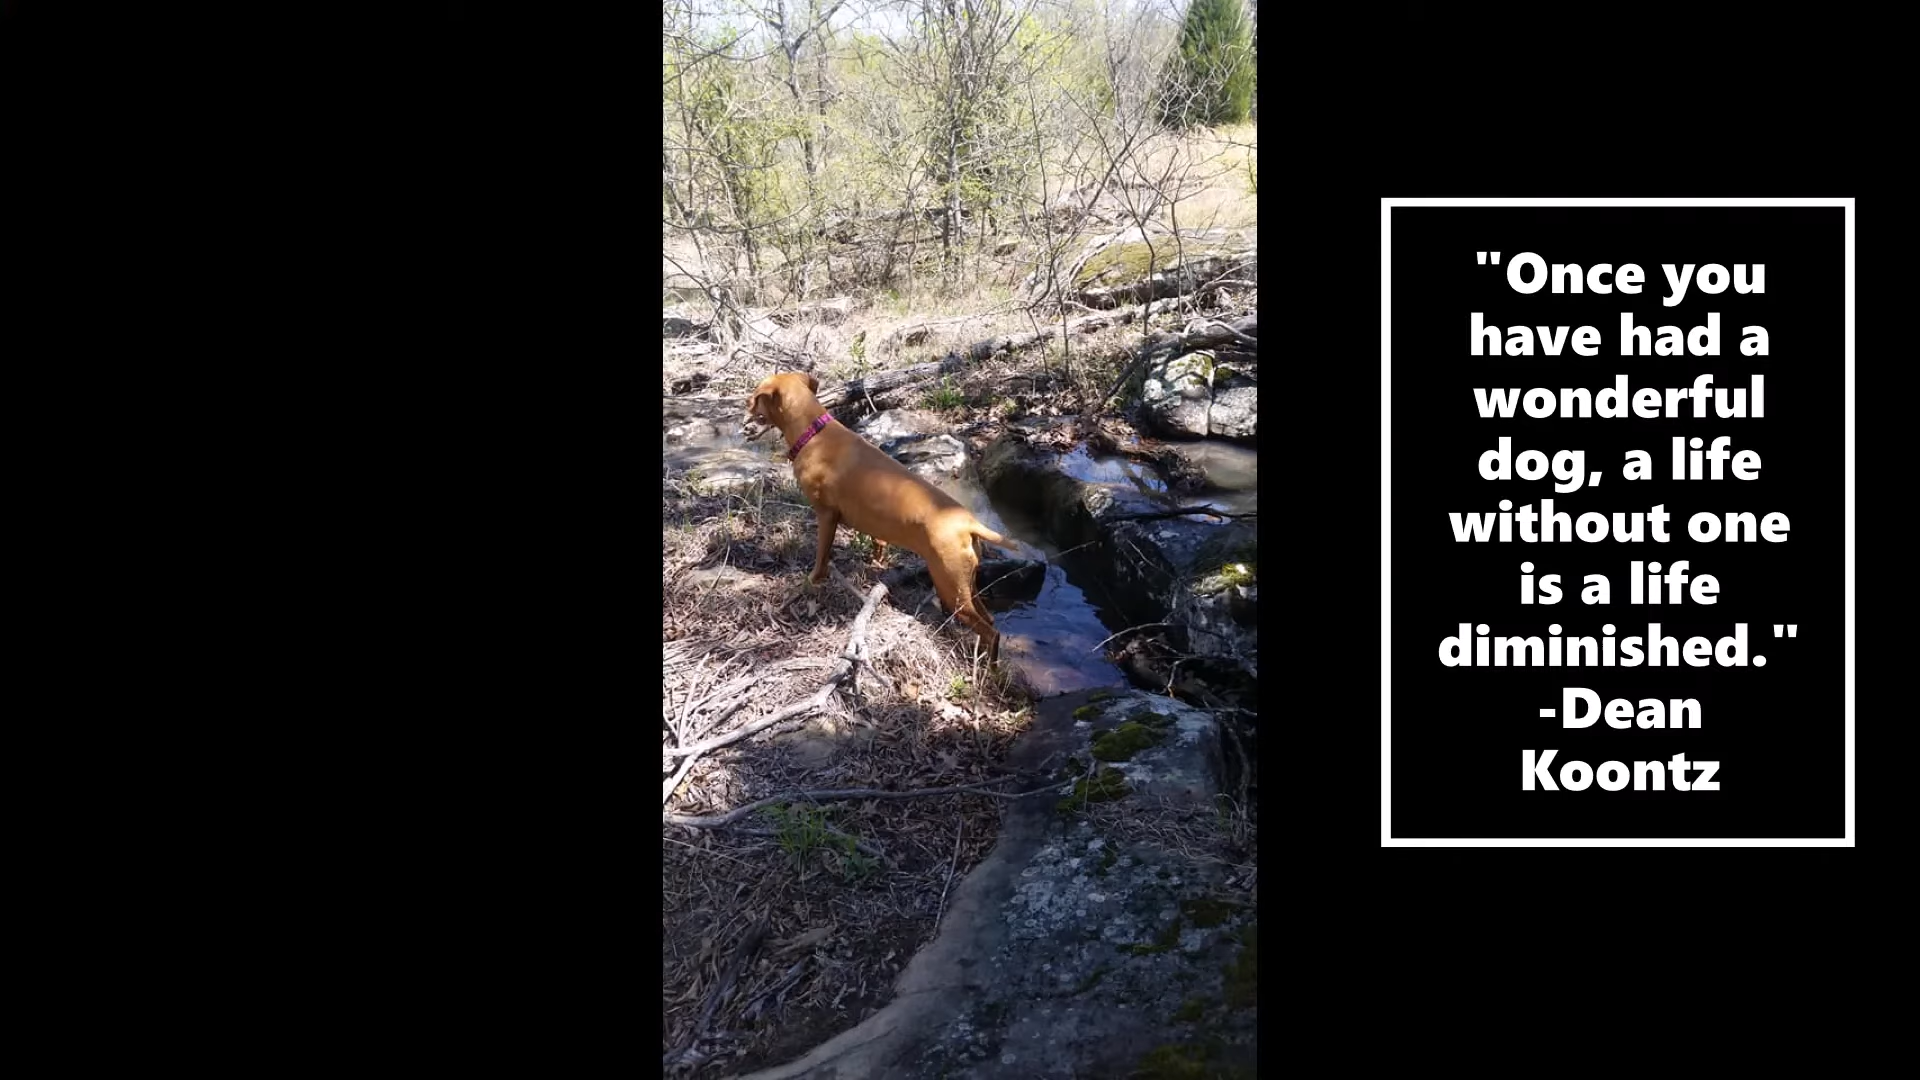 "Once you
have had a
wonderful
dog, a life
without one
is a life
diminished."
-Dean
Koontz